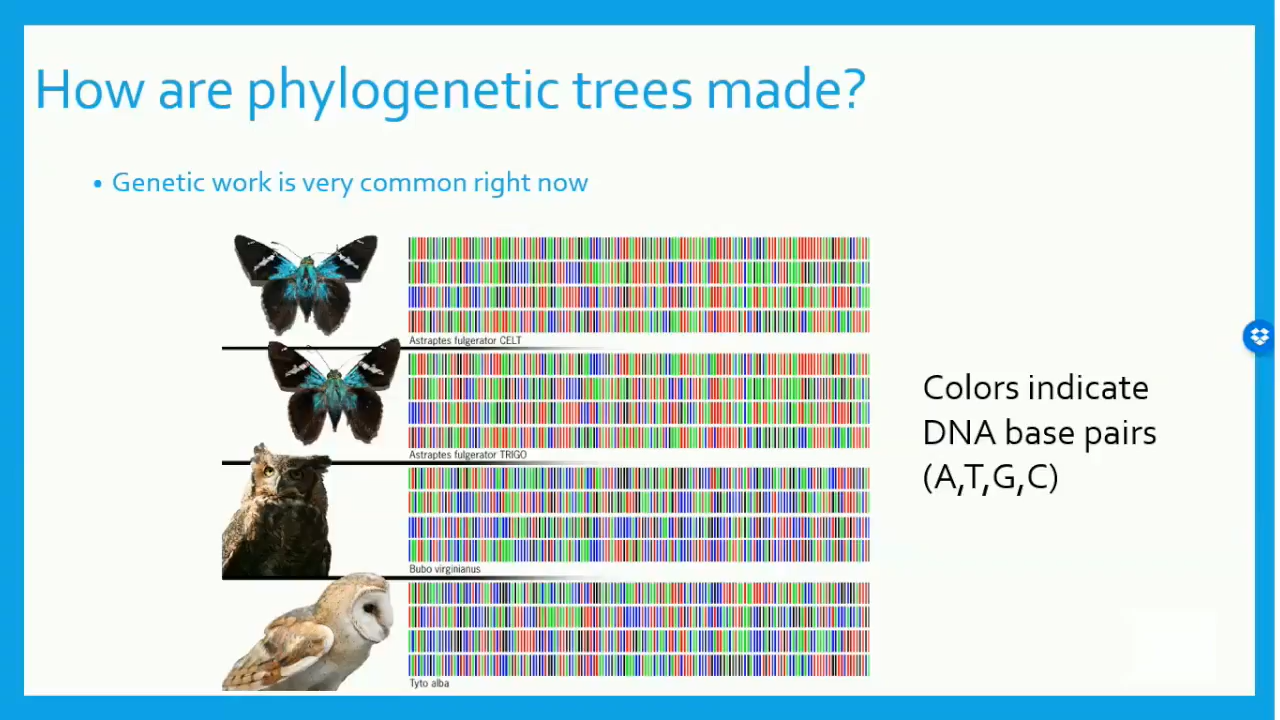 How are phylogenetic trees made?
• Genetic work is very common right now
Astraptes fulgerator CELT
Astraptes fulgerator TRIGO
Bubo virginianus
Tyto alba
Colors indicate
DNA base pairs
(A,T,G,C)